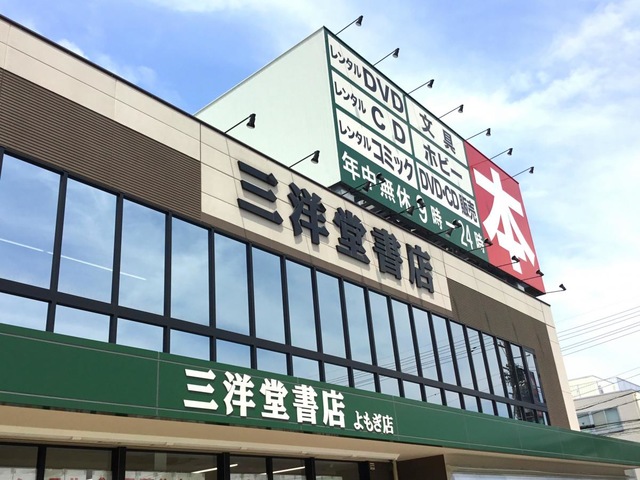 レンタルDVD
文具
レンタルCD
ホビー
レンタルコミック
DVD・CD販売
年中無休 9時-24時
本
三洋堂書店
三洋堂書店 よもぎ店